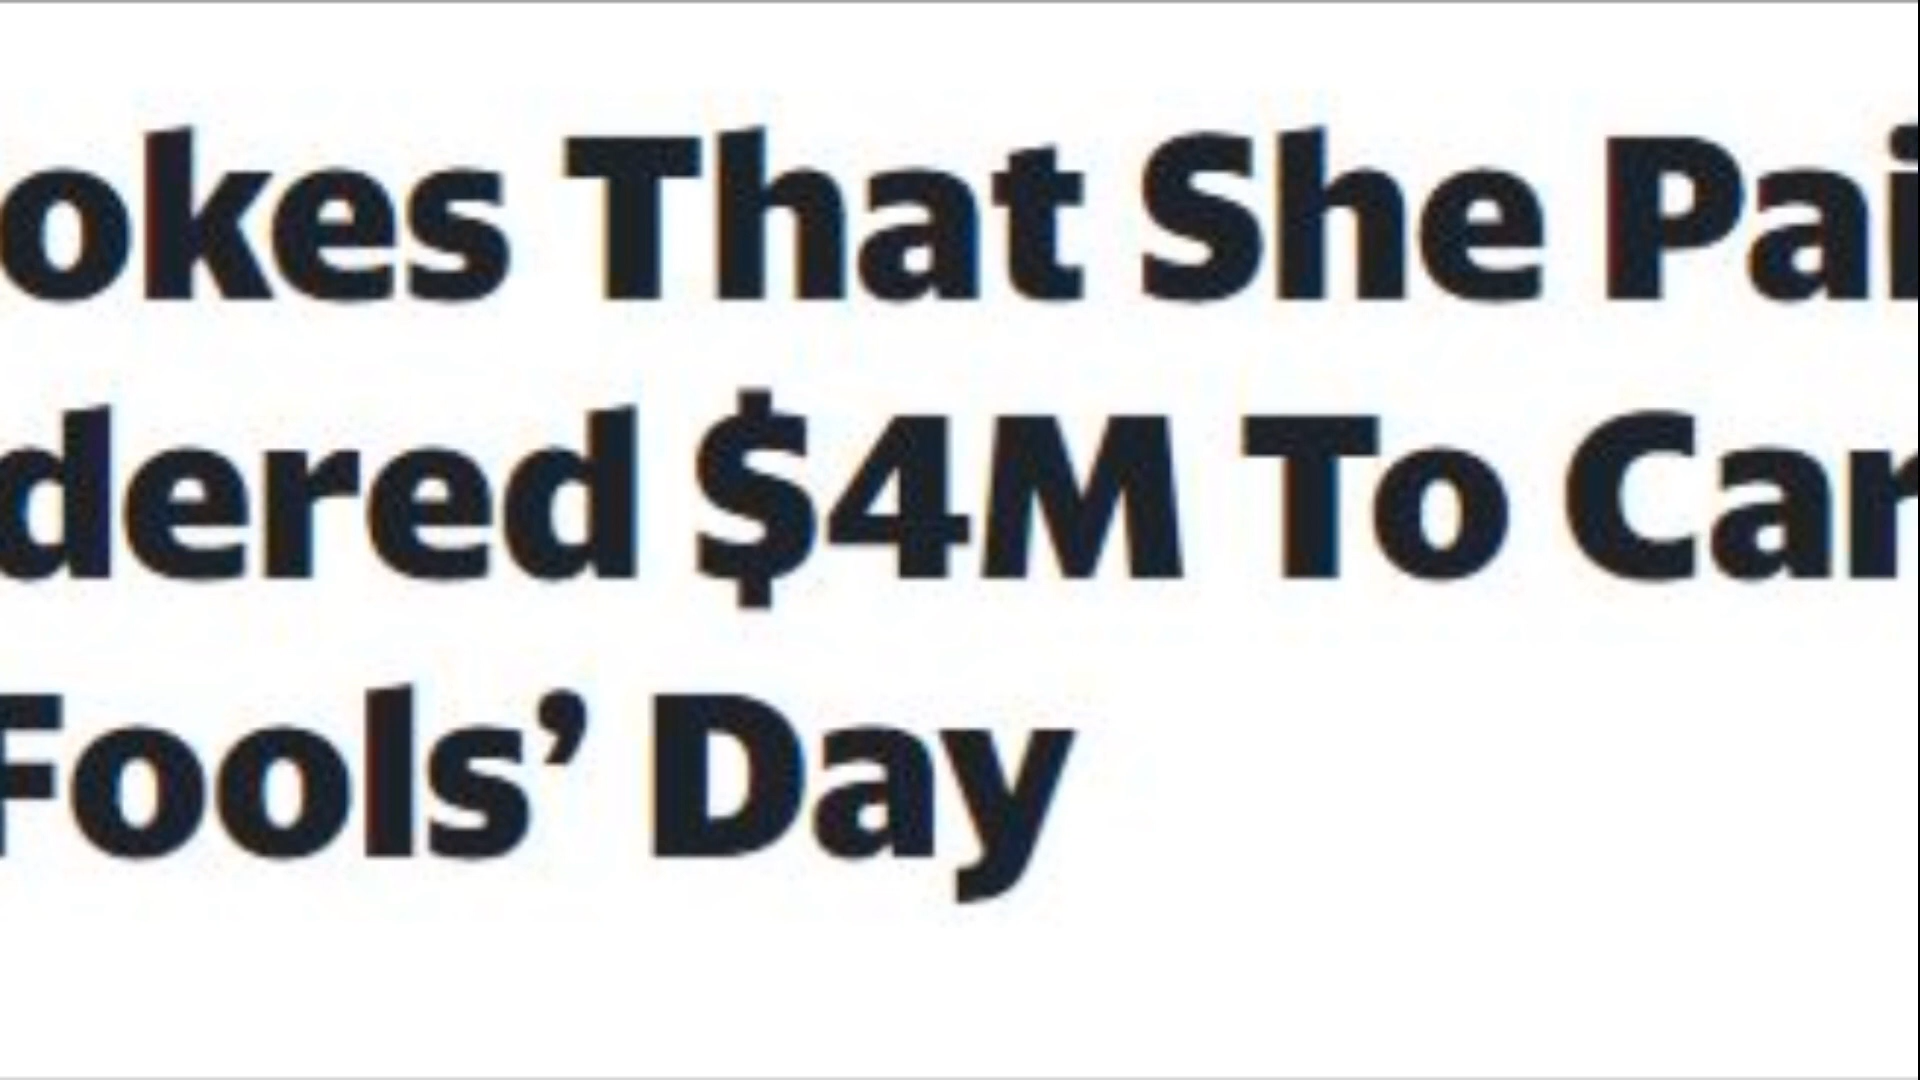 okes That She Pai
dered $4M To Car
Fools’ Day